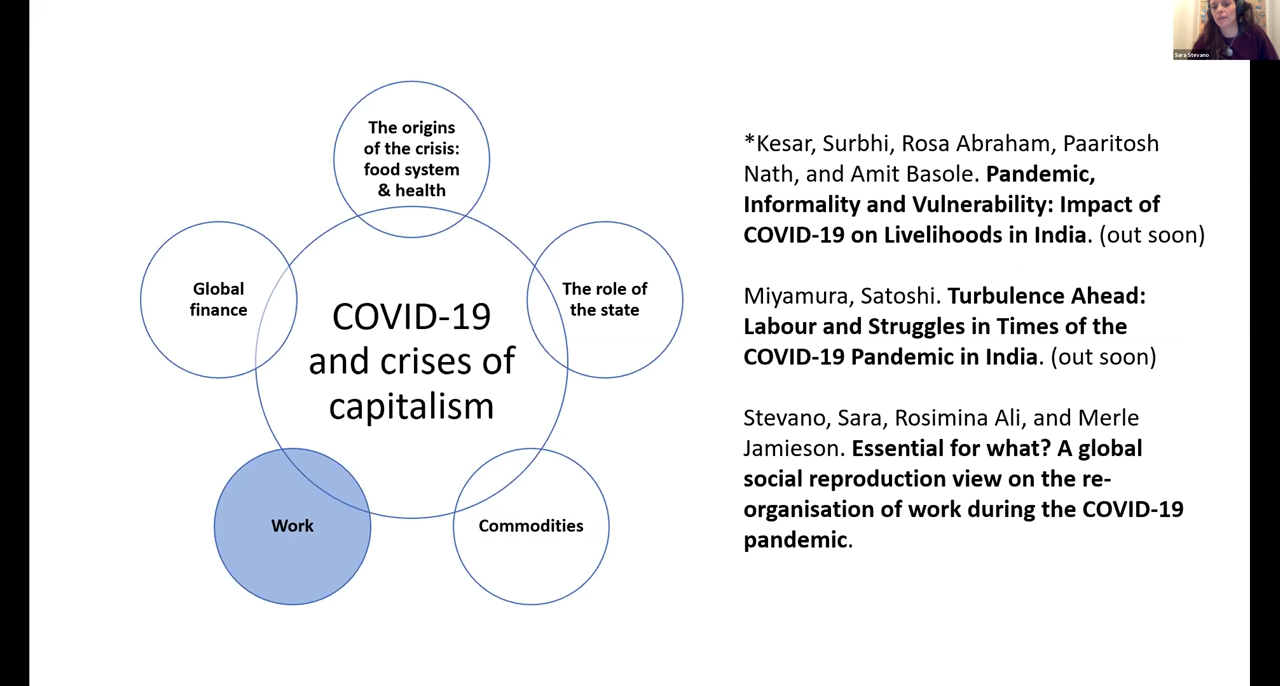 Sara Stevano
The origins
of the crisis:
food system
& health
Global
finance
The role of
the state
COVID-19
and crises of
capitalism
Work
Commodities
*Kesar, Surbhi, Rosa Abraham, Paaritosh
Nath, and Amit Basole. Pandemic,
Informality and Vulnerability: Impact of
COVID-19 on Livelihoods in India. (out soon)
Miyamura, Satoshi. Turbulence Ahead:
Labour and Struggles in Times of the
COVID-19 Pandemic in India. (out soon)
Stevano, Sara, Rosimina Ali, and Merle
Jamieson. Essential for what? A global
social reproduction view on the re-
organisation of work during the COVID-19
pandemic.